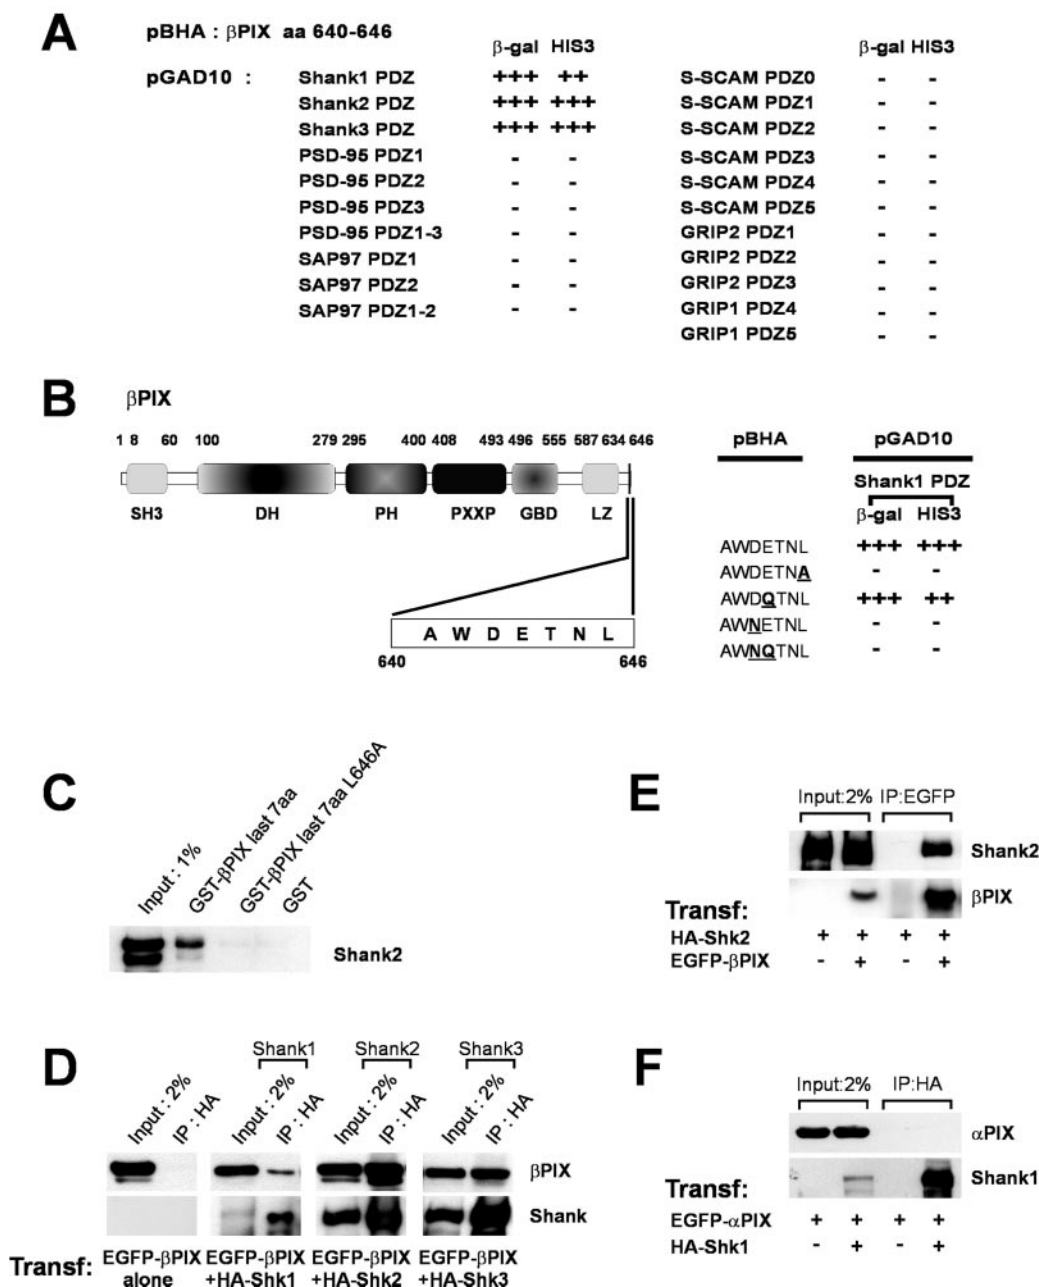 A
pBHA : βPIX aa 640-646
β-gal HIS3
pGAD10 :
Shank1 PDZ +++ ++
Shank2 PDZ +++ +++
Shank3 PDZ +++ +++
PSD-95 PDZ1 - -
PSD-95 PDZ2 - -
PSD-95 PDZ3 - -
PSD-95 PDZ1-3 - -
SAP97 PDZ1 - -
SAP97 PDZ2 - -
SAP97 PDZ1-2 - -
β-gal HIS3
S-SCAM PDZ0 - -
S-SCAM PDZ1 - -
S-SCAM PDZ2 - -
S-SCAM PDZ3 - -
S-SCAM PDZ4 - -
S-SCAM PDZ5 - -
GRIP2 PDZ1 - -
GRIP2 PDZ2 - -
GRIP2 PDZ3 - -
GRIP1 PDZ4 - -
GRIP1 PDZ5 - -
B
βPIX
1 8 60 100 279 295 400 408 493 496 555 587 634 646
SH3 DH PH PXXP GBD LZ
A W D E T N L
640 646
pBHA pGAD10
Shank1 PDZ
β-gal HIS3
AWDETNL +++ +++
AWDETNA - -
AWDQTNL +++ ++
AWNETNL - -
AWNQTNL - -
C
Input : 1%
GST-βPIX last 7aa
GST-βPIX last 7aa L646A
GST
Shank2
D
Shank1 Shank2 Shank3
Input : 2%
IP : HA
Input : 2%
IP : HA
Input : 2%
IP : HA
Input : 2%
IP : HA
βPIX
Shank
Transf:
EGFP-βPIX alone
EGFP-βPIX +HA-Shk1
EGFP-βPIX +HA-Shk2
EGFP-βPIX +HA-Shk3
E
Input:2% IP:EGFP
Shank2
βPIX
Transf:
HA-Shk2 + + + +
EGFP-βPIX - + - +
F
Input:2% IP:HA
αPIX
Shank1
Transf:
EGFP-αPIX + + + +
HA-Shk1 - + - +